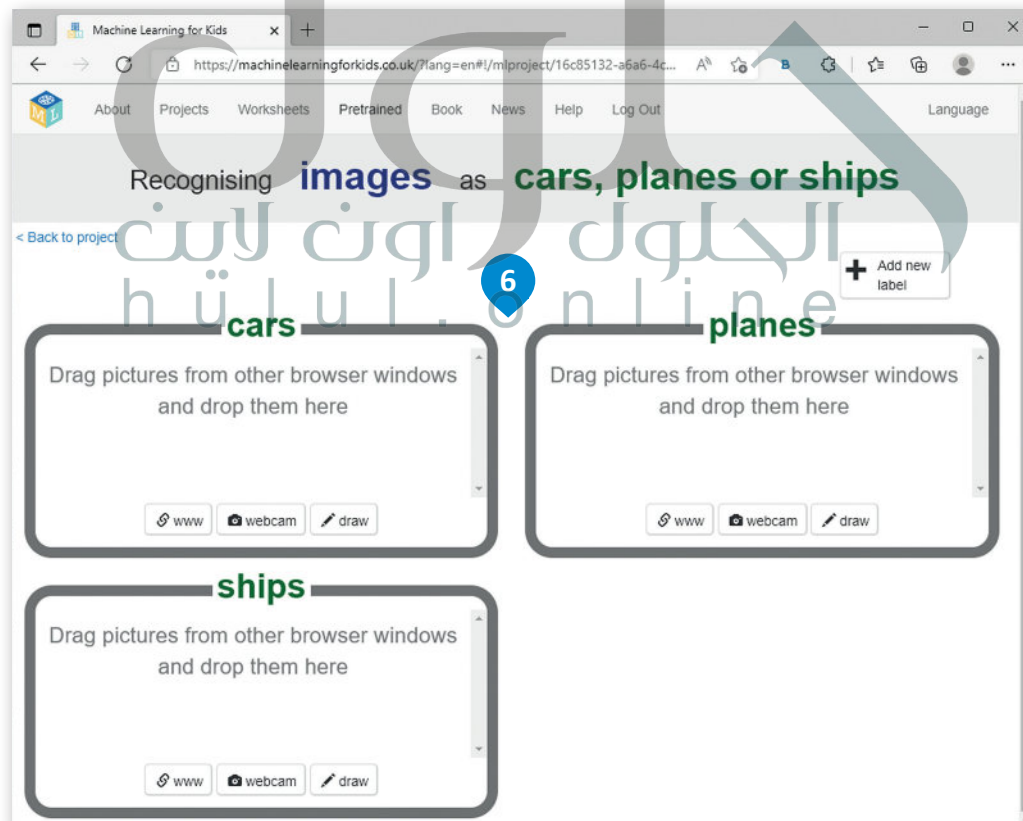 Machine Learning for Kids
https://machinelearningforkids.co.uk/?lang=en#!/mlproject/16c85132-a6a6-4c...
About Projects Worksheets Pretrained Book News Help Log Out Language
Recognising images as cars, planes or ships
< Back to project
حلول
الحلول اون لاين
hülul.online
6
Add new
label
cars
Drag pictures from other browser windows
and drop them here
www webcam draw
planes
Drag pictures from other browser windows
and drop them here
www webcam draw
ships
Drag pictures from other browser windows
and drop them here
www webcam draw